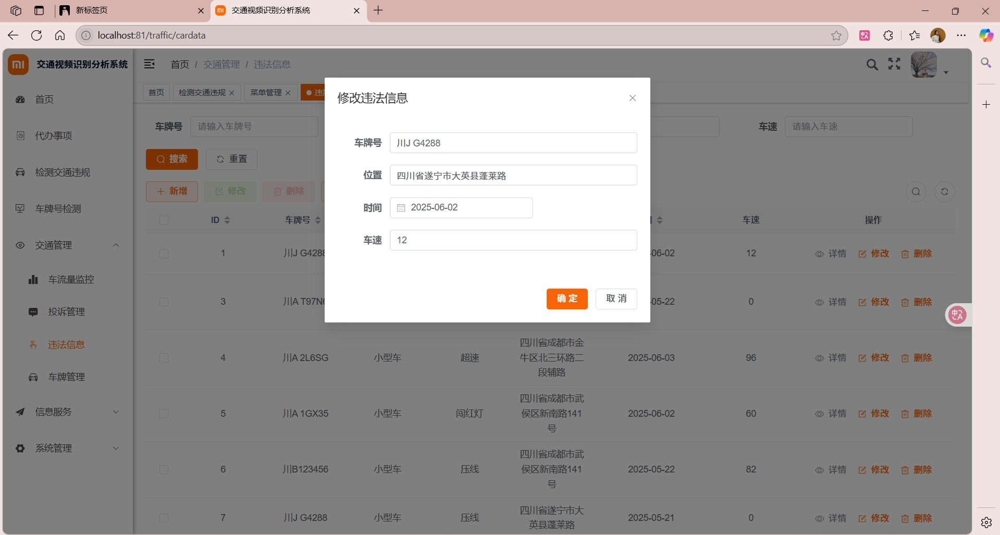 新标签页
交通视频识别分析系统
localhost:81/traffic/cardata
交通视频识别分析系统
首页 / 交通管理 / 违法信息
首页
检测交通违规
菜单管理
首页
代办事项
检测交通违规
车牌号检测
交通管理
车流量监控
投诉管理
违法信息
车牌管理
信息服务
系统管理
车牌号 请输入车牌号
车速 请输入车速
搜索 重置
新增 修改 删除
修改违法信息
车牌号 川J G4288
位置 四川省遂宁市大英县蓬莱路
时间 2025-06-02
车速 12
确 定 取 消
ID 车牌号 车速 操作
1 川J G4288 06-02 12 详情 修改 删除
3 川A T97N 05-22 0 详情 修改 删除
4 川A 2L6SG 小型车 超速 四川省成都市金
牛区北三环路二
段辅路 2025-06-03 96 详情 修改 删除
5 川A 1GX35 小型车 闯红灯 四川省成都市武
侯区新南路141
号 2025-06-02 60 详情 修改 删除
6 川B123456 小型车 压线 四川省成都市武
侯区新南路141
号 2025-05-22 82 详情 修改 删除
7 川J G4288 小型车 压线 四川省遂宁市大
英县蓬莱路 2025-05-21 0 详情 修改 删除